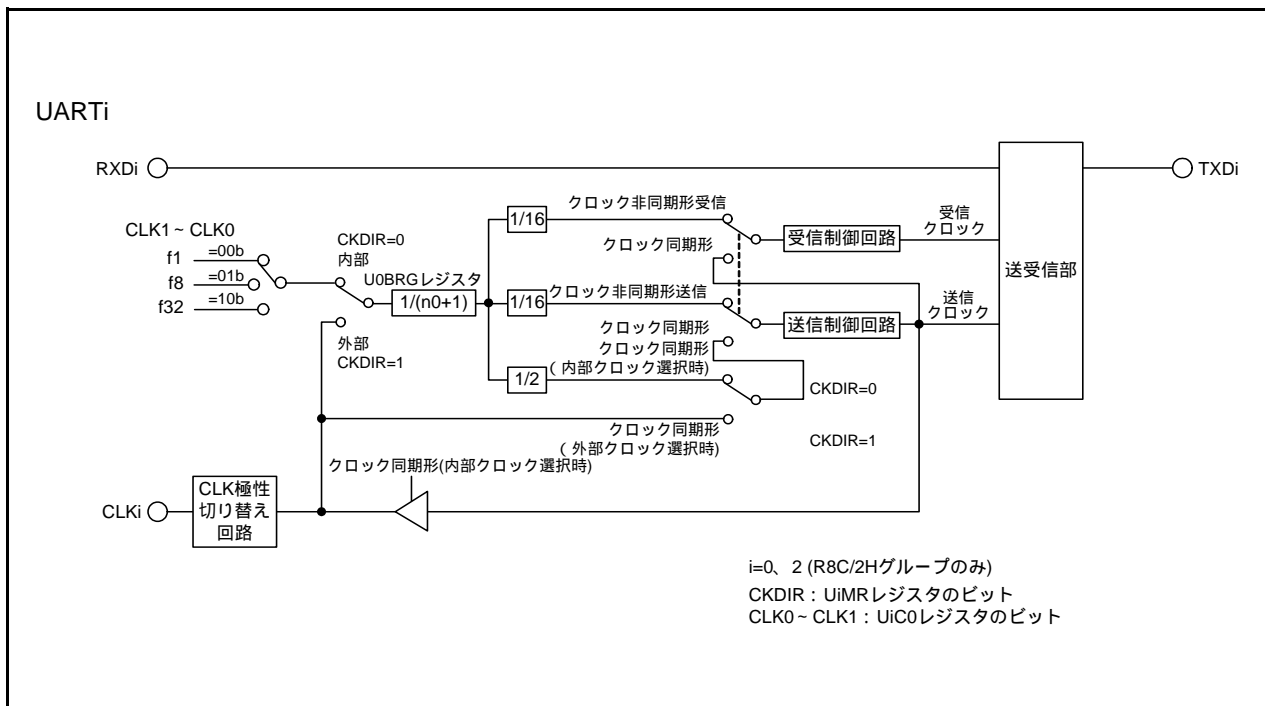 UARTi
RXDi
TXDi
CLK1 ~ CLK0
f1
=00b
f8
=01b
f32
=10b
CKDIR=0
内部
外部
CKDIR=1
U0BRGレジスタ
1/(n0+1)
1/16
クロック非同期形受信
クロック同期形
受信制御回路
受信
クロック
1/16
クロック非同期形送信
クロック同期形
送信制御回路
送信
クロック
送受信部
クロック同期形
(内部クロック選択時)
1/2
CKDIR=0
クロック同期形
(外部クロック選択時)
CKDIR=1
クロック同期形(内部クロック選択時)
CLKi
CLK極性
切り替え
回路
i=0、2 (R8C/2Hグループのみ)
CKDIR : UiMRレジスタのビット
CLK0 ~ CLK1 : UiC0レジスタのビット